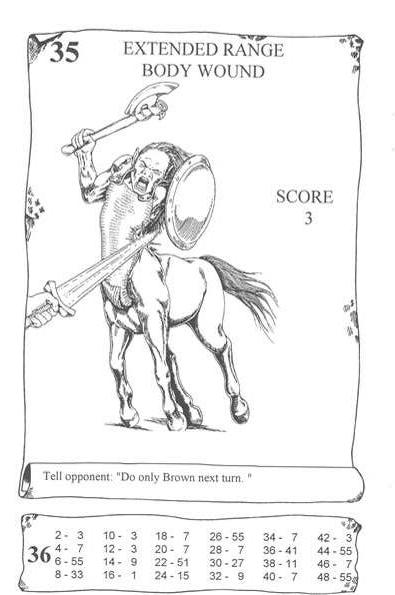 35
EXTENDED RANGE
BODY WOUND
SCORE
3
Tell opponent: "Do only Brown next turn. "
36
2 - 3 10 - 3 18 - 7 26 - 55 34 - 7 42 - 3
4 - 7 12 - 3 20 - 7 28 - 7 36 - 41 44 - 55
6 - 55 14 - 9 22 - 51 30 - 27 38 - 11 46 - 7
8 - 33 16 - 1 24 - 15 32 - 9 40 - 7 48 - 55